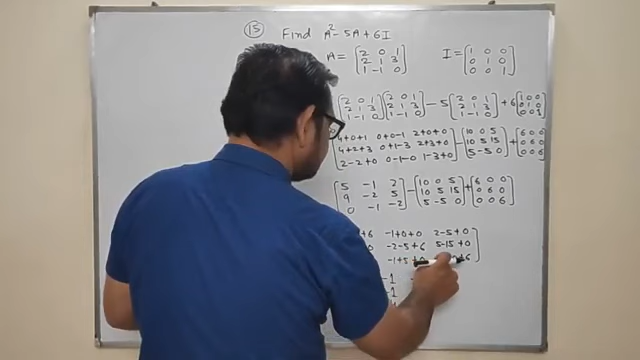 15 Find A² - 5A + 6I
A = [2 0 1 I = [1 0 0
2 1 3 0 1 0
1 -1 0] 0 0 1]
[2 0 1 [2 0 1 - 5 [2 0 1 + 6 [1 0 0
2 1 3 2 1 3 2 1 3 0 1 0
1 -1 0] 1 -1 0] 1 -1 0] 0 0 1]
4+0+1 0+0-1 2+0+0 - [10 0 5 + [6 0 0
4+2+3 0+1-3 2+3+0 10 5 15 0 6 0
2-2+0 0-1-0 1-3+0] 5 -5 0] 0 0 6]
[5 -1 2 - [10 0 5 + [6 0 0
9 -2 5 10 5 15 0 6 0
0 -1 -2] 5 -5 0] 0 0 6]
+6 -1+0+0 2-5+0
0 -2-5+6 5-15+0
-1+5+0 +6]
-1
-1